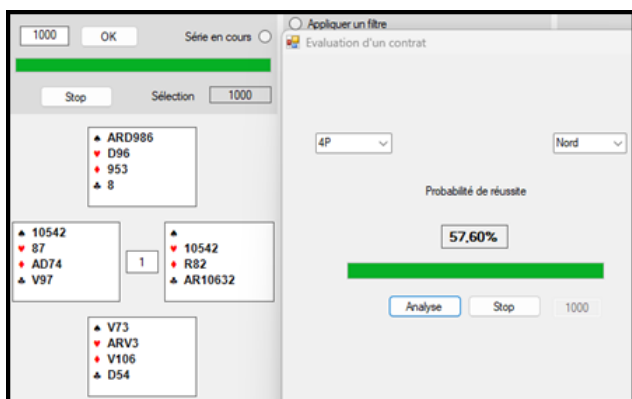 1000 OK Série en cours
Stop Sélection 1000
♠ ARD986
♥ D96
♦ 953
♣ 8
♠ 10542
♥ 87
♦ AD74
♣ V97
1
♠
♥ 10542
♦ R82
♣ AR10632
♠ V73
♥ ARV3
♦ V106
♣ D54
Appliquer un filtre
Evaluation d'un contrat
4P Nord
Probabilité de réussite
57,60%
Analyse Stop 1000